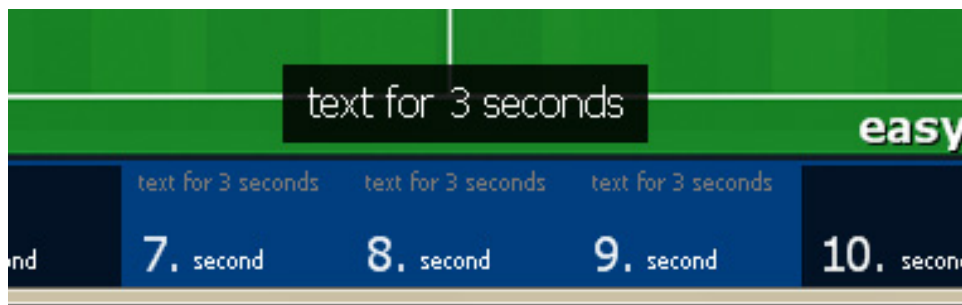 text for 3 seconds
easy
text for 3 seconds text for 3 seconds text for 3 seconds
7. second 8. second 9. second 10.